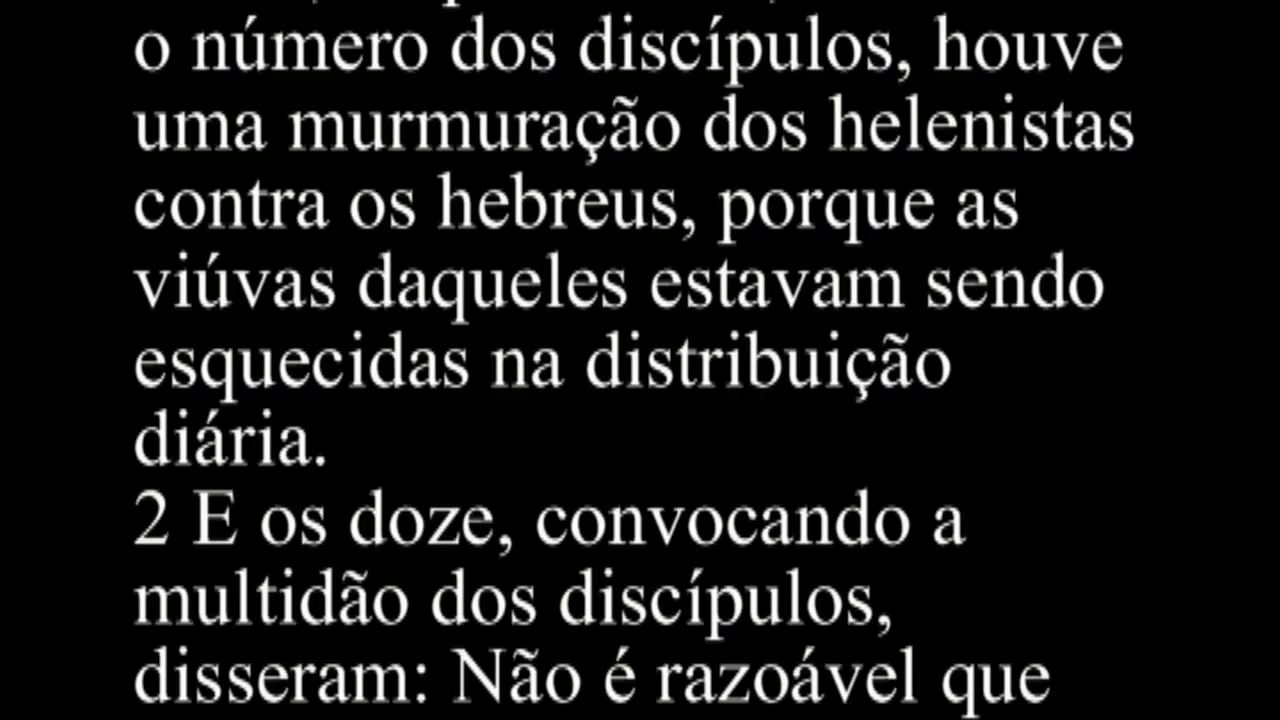 o número dos discípulos, houve
uma murmuração dos helenistas
contra os hebreus, porque as
viúvas daqueles estavam sendo
esquecidas na distribuição
diária.
2 E os doze, convocando a
multidão dos discípulos,
disseram: Não é razoável que